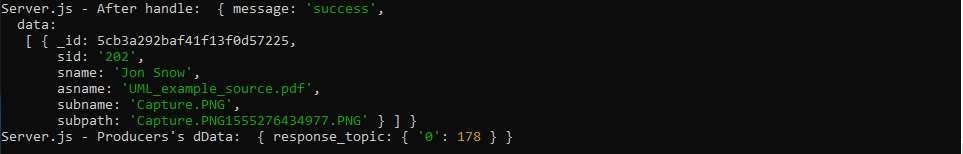 Server.js - After handle:  { message: 'success',
  data:
   [ { _id: 5cb3a292baf41f13f0d57225,
       sid: '202',
       sname: 'Jon Snow',
       asname: 'UML_example_source.pdf',
       subname: 'Capture.PNG',
       subpath: 'Capture.PNG1555276434977.PNG' } ] }
Server.js - Producers's dData:  { response_topic: { '0': 178 } }